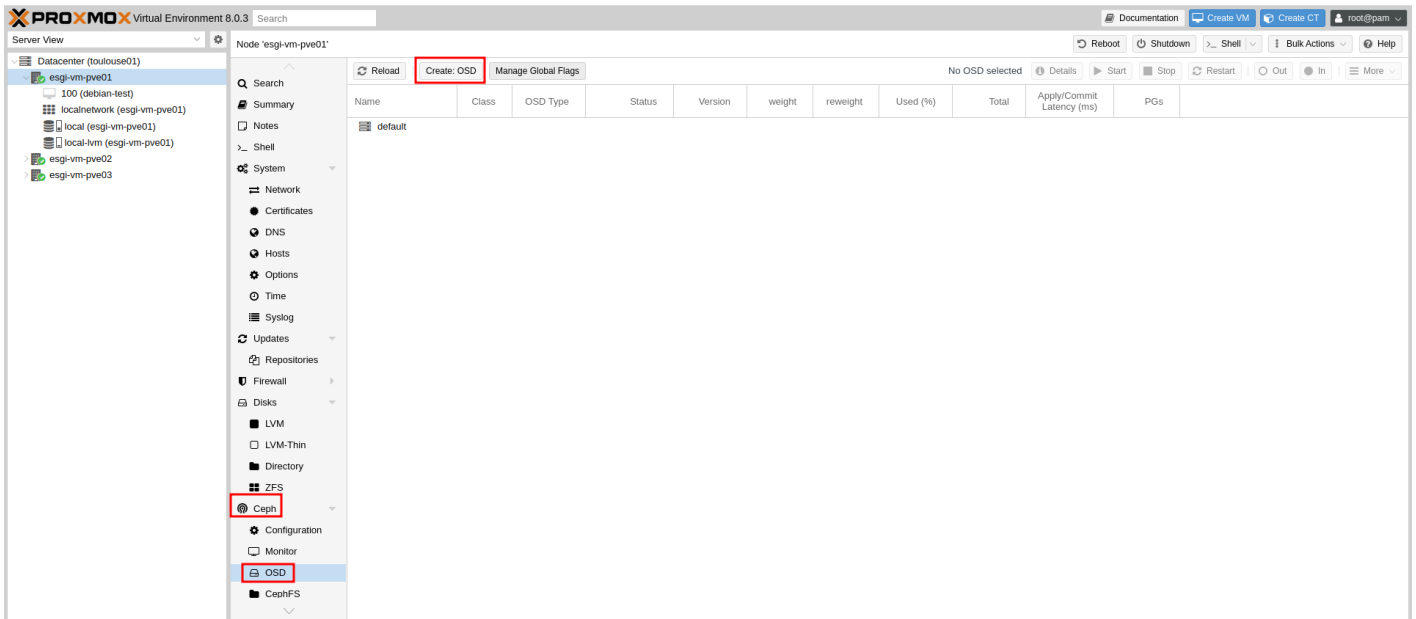 PROXMOX Virtual Environment 8.0.3 Search Documentation Create VM Create CT root@pam
Server View Node 'esgi-vm-pve01' Reboot Shutdown >_ Shell Bulk Actions Help
Datacenter (toulouse01)
esgi-vm-pve01
100 (debian-test)
localnetwork (esgi-vm-pve01)
local (esgi-vm-pve01)
local-lvm (esgi-vm-pve01)
esgi-vm-pve02
esgi-vm-pve03
Search
Summary
Notes
>_ Shell
System
Network
Certificates
DNS
Hosts
Options
Time
Syslog
Updates
Repositories
Firewall
Disks
LVM
LVM-Thin
Directory
ZFS
Ceph
Configuration
Monitor
OSD
CephFS
Reload Create: OSD Manage Global Flags No OSD selected Details Start Stop Restart Out In More
Name Class OSD Type Status Version weight reweight Used (%) Total Apply/Commit Latency (ms) PGs
default